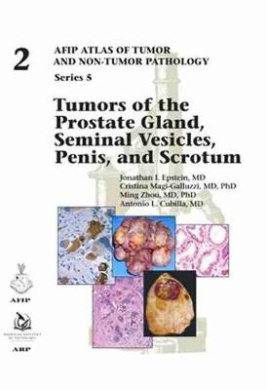 2
AFIP ATLAS OF TUMOR
AND NON-TUMOR PATHOLOGY
Series 5
Tumors of the
Prostate Gland,
Seminal Vesicles,
Penis, and Scrotum
Jonathan I. Epstein, MD
Cristina Magi-Galluzzi, MD, PhD
Ming Zhou, MD, PhD
Antonio L. Cubilla, MD
AFIP
ARP